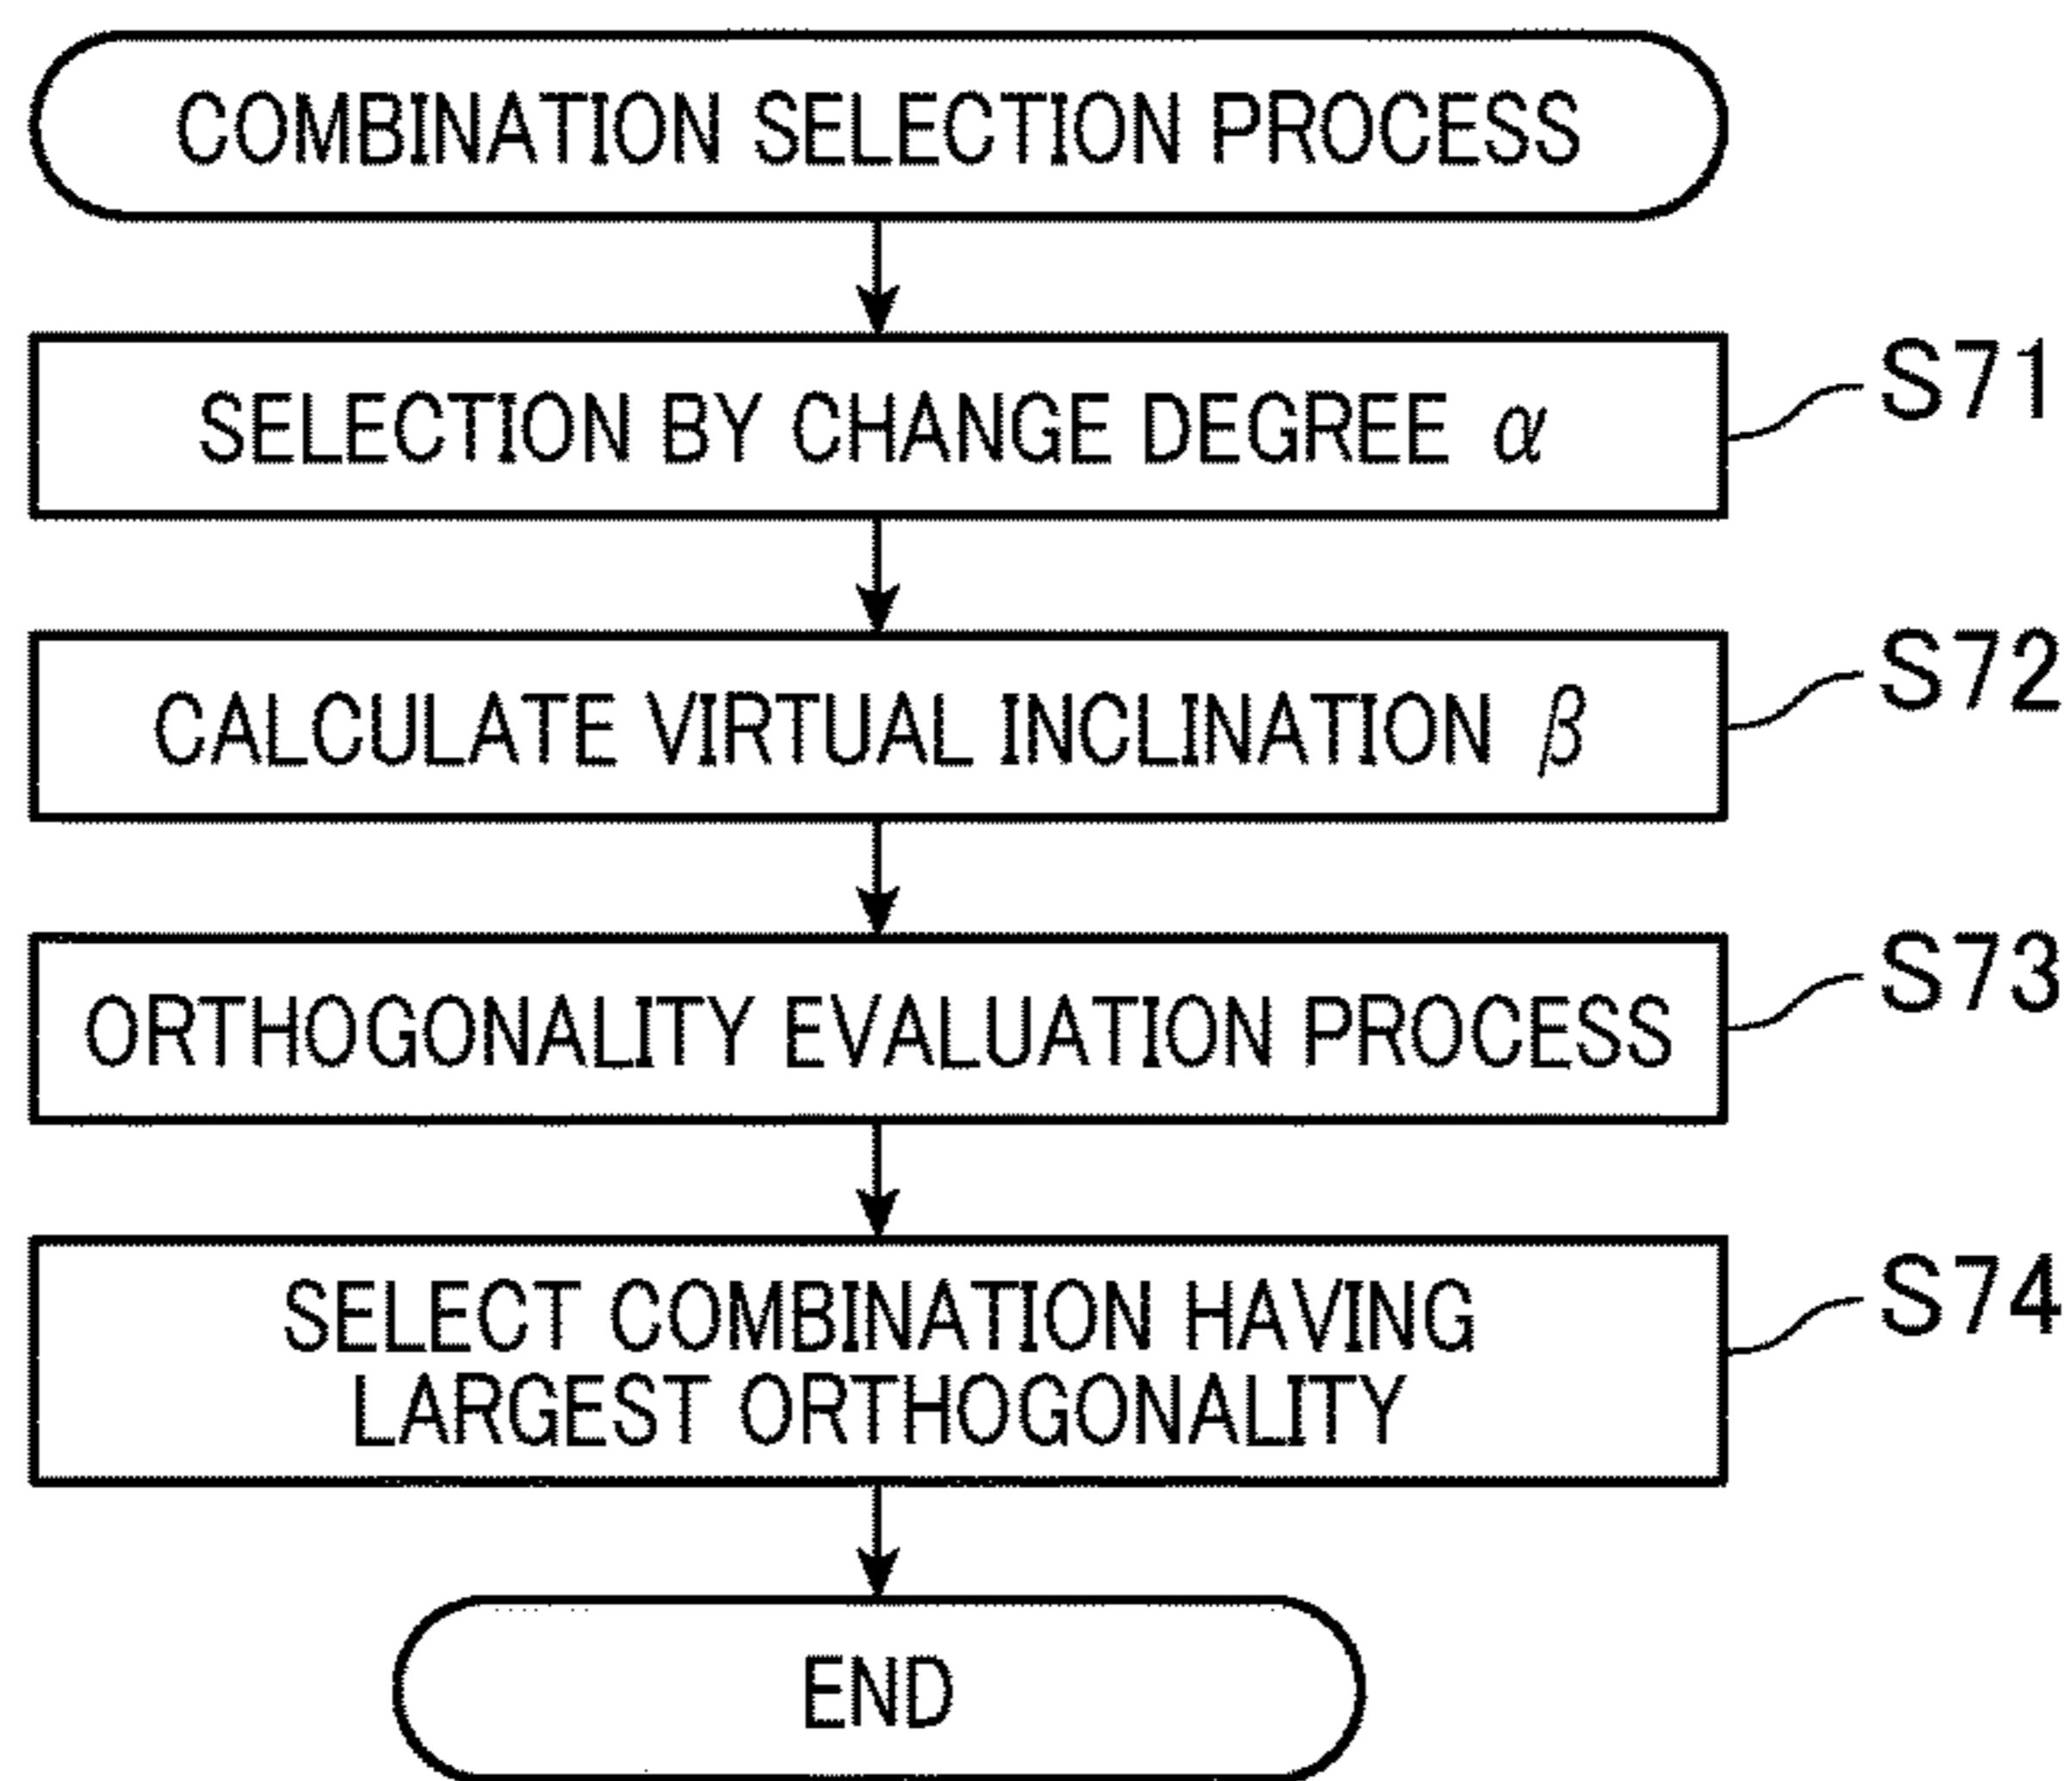 COMBINATION SELECTION PROCESS
SELECTION BY CHANGE DEGREE α
S71
CALCULATE VIRTUAL INCLINATION β
S72
ORTHOGONALITY EVALUATION PROCESS
S73
SELECT COMBINATION HAVING
LARGEST ORTHOGONALITY
S74
END